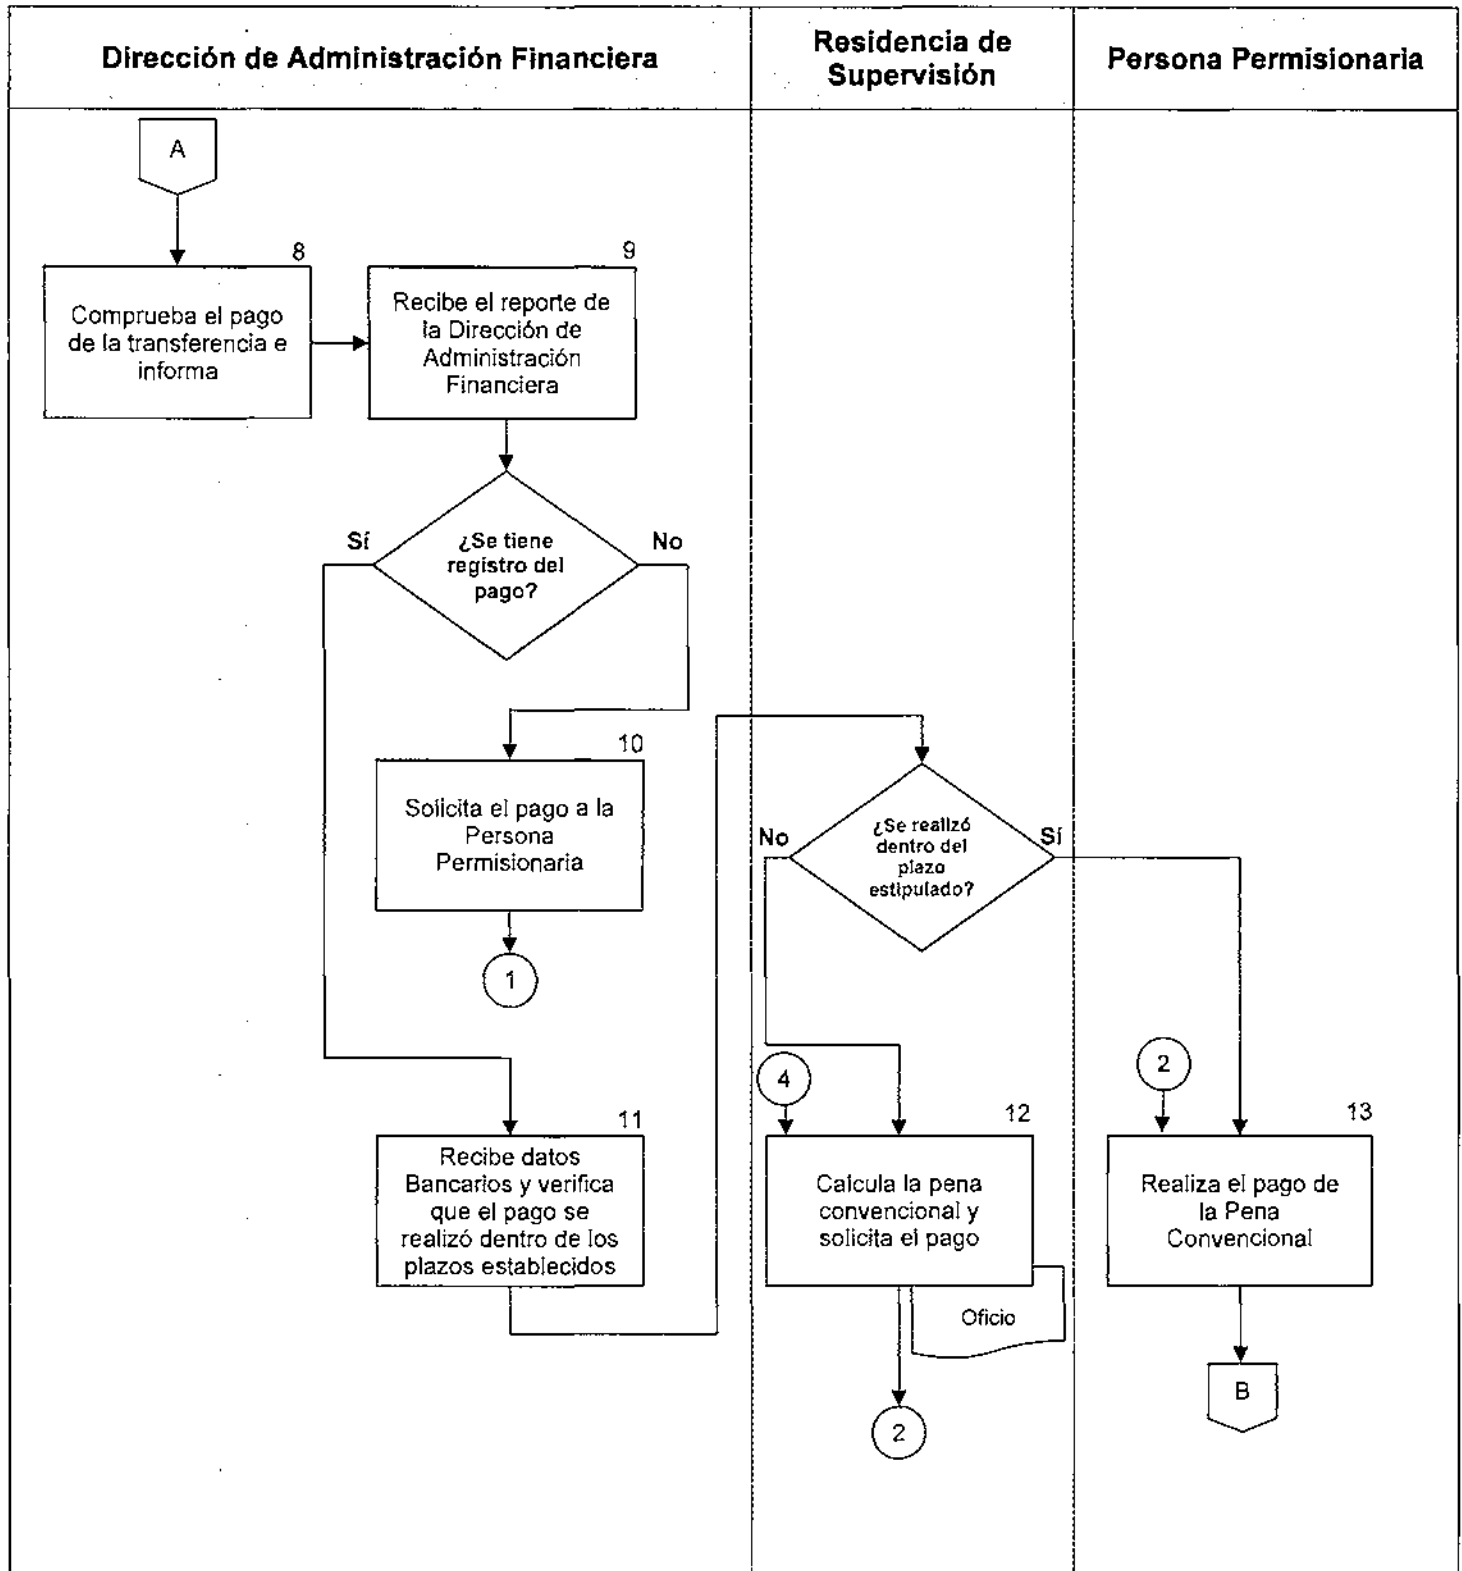 Dirección de Administración Financiera
Residencia de
Supervisión
Persona Permisionaria
A
8
Comprueba el pago
de la transferencia e
informa
9
Recibe el reporte de
la Dirección de
Administración
Financiera
Sí
¿Se tiene
registro del
pago?
No
10
Solicita el pago a la
Persona
Permisionaria
1
No
¿Se realizó
dentro del
plazo
estipulado?
Sí
11
Recibe datos
Bancarios y verifica
que el pago se
realizó dentro de los
plazos establecidos
4
12
Calcula la pena
convencional y
solicita el pago
Oficio
2
2
13
Realiza el pago de
la Pena
Convencional
B